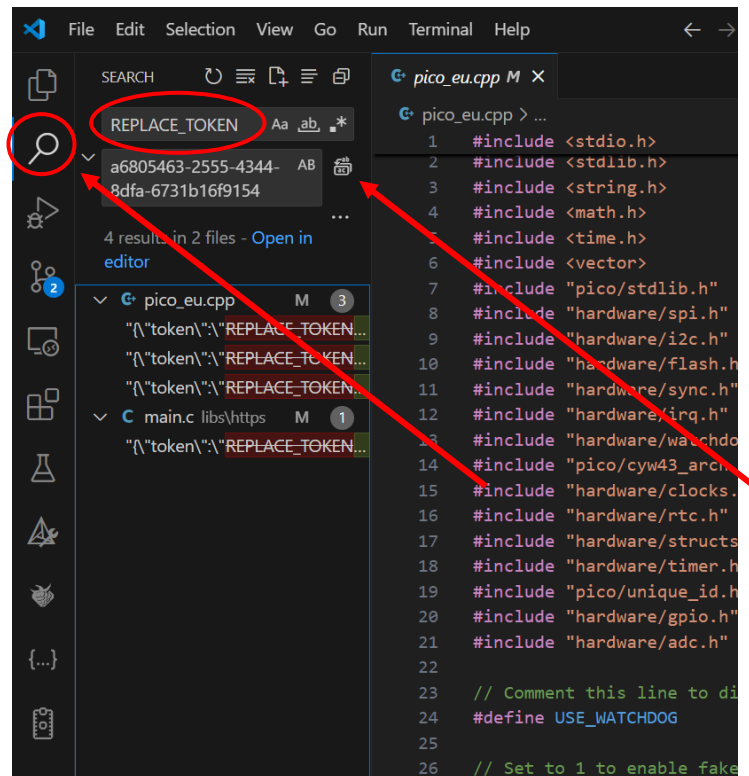 File Edit Selection View Go Run Terminal Help
SEARCH
pico_eu.cpp M
REPLACE_TOKEN Aa ab
a6805463-2555-4344-
8dfa-6731b16f9154
AB
4 results in 2 files - Open in
editor
pico_eu.cpp M 3
"{\"token\":\"REPLACE_TOKEN...
"{\"token\":\"REPLACE_TOKEN...
"{\"token\":\"REPLACE_TOKEN...
main.c libs\https M 1
"{\"token\":\"REPLACE_TOKEN...
2
{...}
pico_eu.cpp > ...
1 #include <stdio.h>
2 #include <stdlib.h>
3 #include <string.h>
4 #include <math.h>
5 #include <time.h>
6 #include <vector>
7 #include "pico/stdlib.h"
8 #include "hardware/spi.h"
9 #include "hardware/i2c.h"
10 #include "hardware/flash.h
11 #include "hardware/sync.h"
12 #include "hardware/irq.h"
13 #include "hardware/watchdo
14 #include "pico/cyw43_arch.
15 #include "hardware/clocks.
16 #include "hardware/rtc.h"
17 #include "hardware/structs
18 #include "hardware/timer.h
19 #include "pico/unique_id.h
20 #include "hardware/gpio.h"
21 #include "hardware/adc.h"
22
23 // Comment this line to di
24 #define USE_WATCHDOG
25
26 // Set to 1 to enable fake